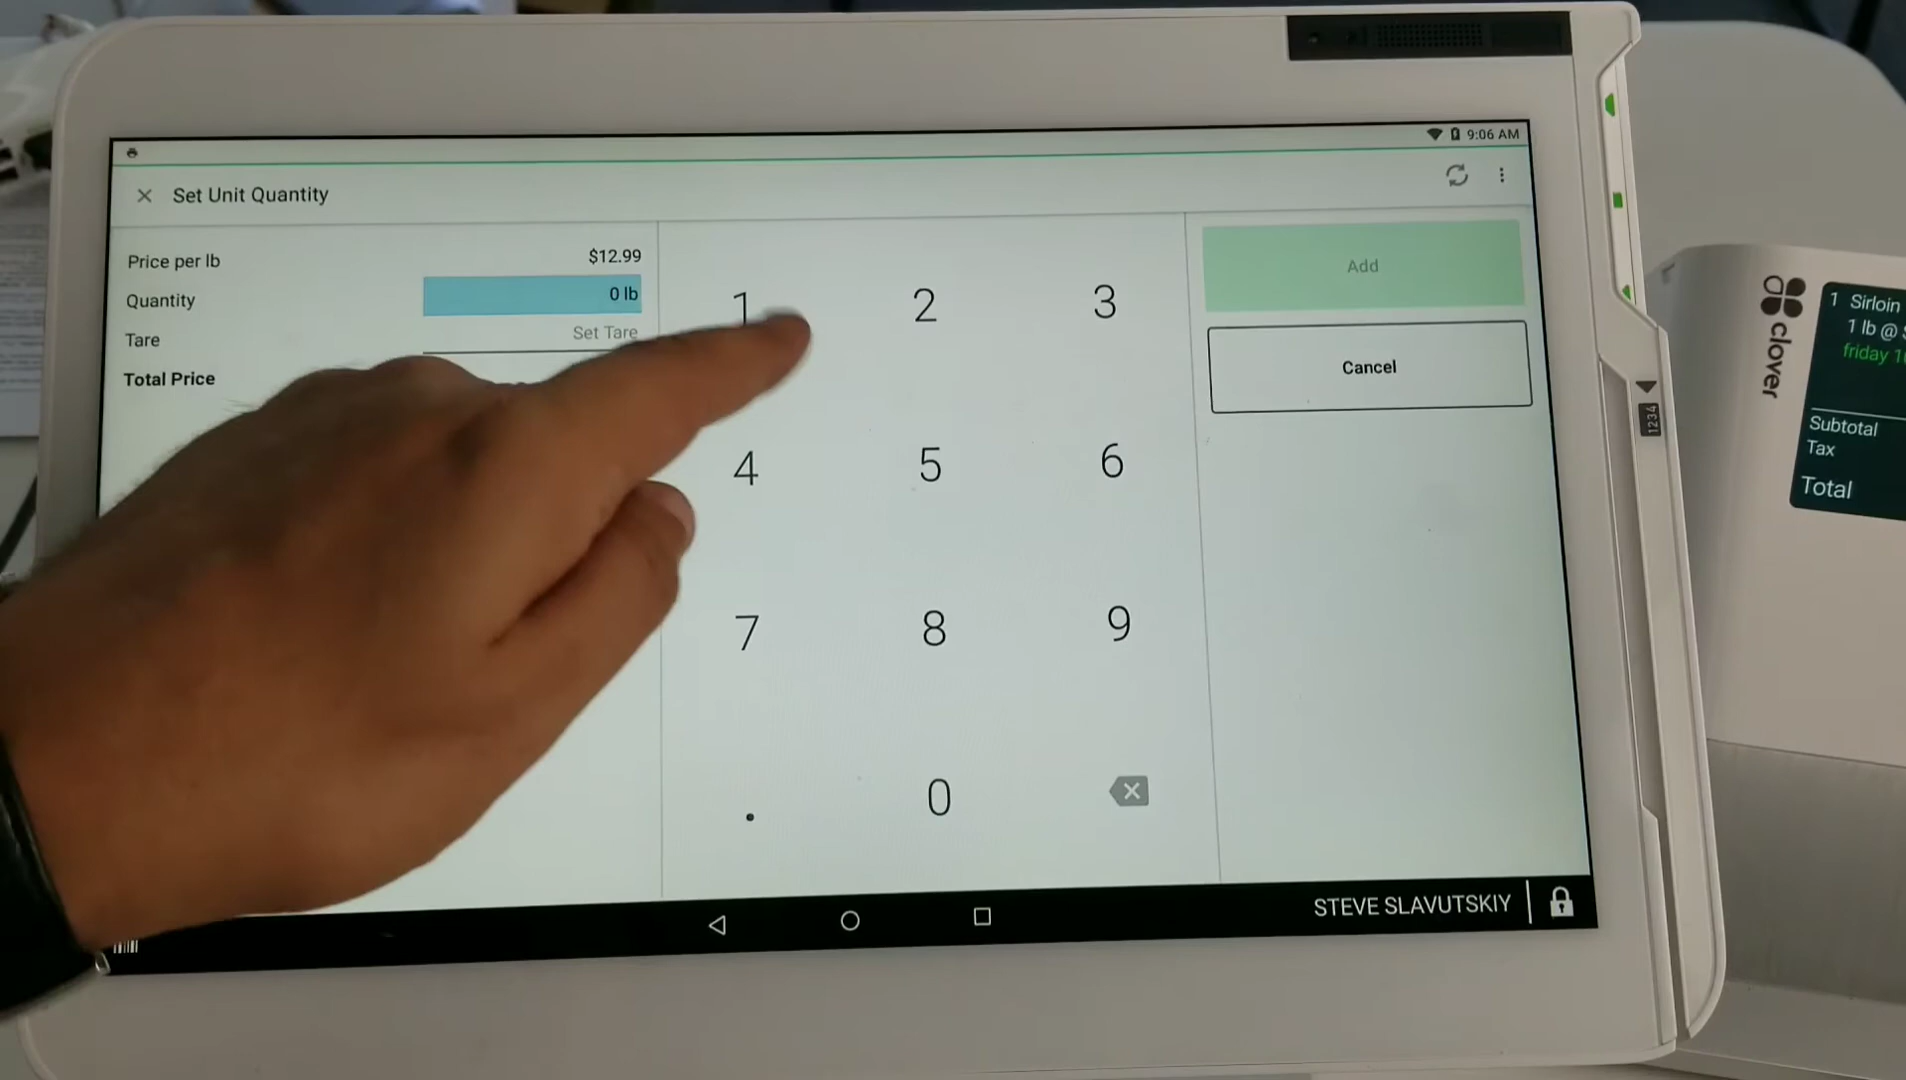 9:06 AM
Set Unit Quantity
Price per lb $12.99
Quantity 0 lb
Tare Set Tare
Total Price
1 2 3
4 5 6
7 8 9
. 0
Add
Cancel
STEVE SLAVUTSKIY
1234
clover
1 Sirloin
1 lb @
friday
Subtotal
Tax
Total